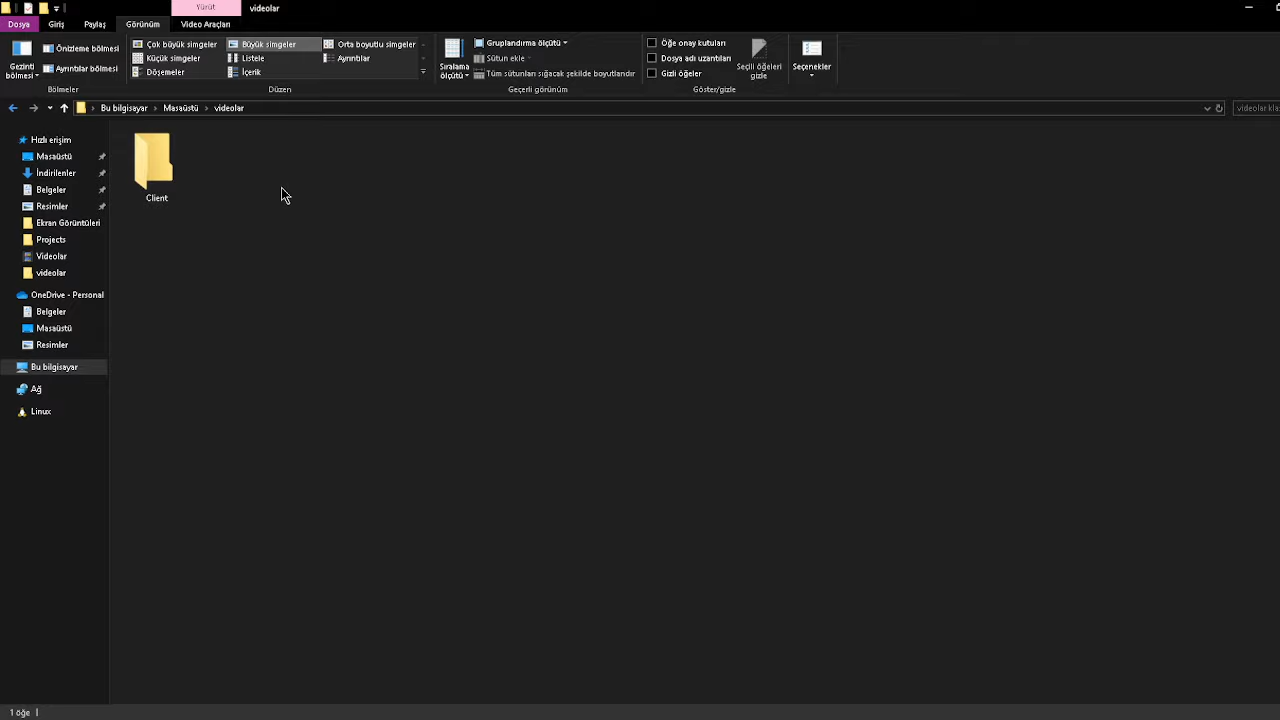 Yürüt
videolar
Dosya
Giriş
Paylaş
Görünüm
Video Araçları
Gezinti bölmesi
Önizleme bölmesi
Ayrıntılar bölmesi
Bölmeler
Çok büyük simgeler
Büyük simgeler
Orta boyutlu simgeler
Küçük simgeler
Listele
Ayrıntılar
Döşemeler
İçerik
Düzen
Sıralama ölçütü
Gruplandırma ölçütü
Sütun ekle
Tüm sütunları sığacak şekilde boyutlandır
Geçerli görünüm
Öğe onay kutuları
Dosya adı uzantıları
Gizli öğeler
Seçili öğeleri gizle
Göster/gizle
Seçenekler
Bu bilgisayar
Masaüstü
videolar
videolar kla
Hızlı erişim
Masaüstü
İndirilenler
Belgeler
Resimler
Ekran Görüntüleri
Projects
Videolar
videolar
OneDrive - Personal
Belgeler
Masaüstü
Resimler
Bu bilgisayar
Ağ
Linux
Client
1 öğe